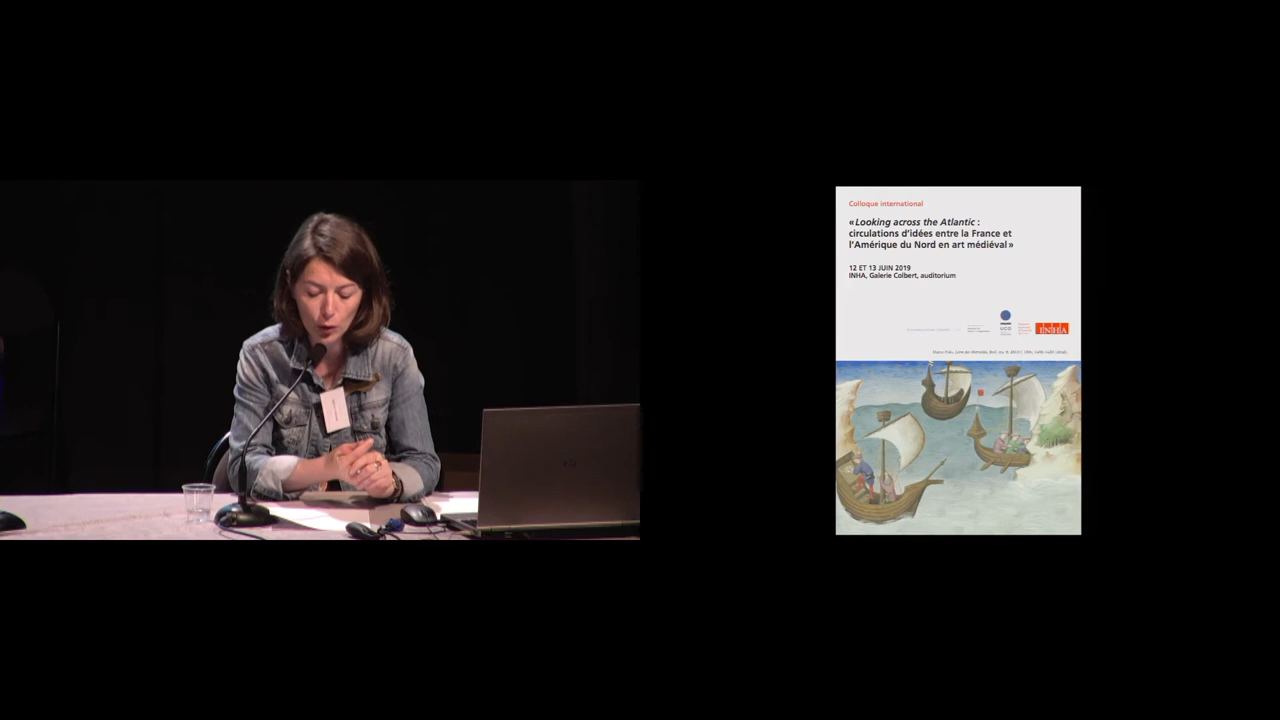 Colloque international
« Looking across the Atlantic :
circulations d'idées entre la France et
l'Amérique du Nord en art médiéval »
12 ET 13 JUIN 2019
INHA, Galerie Colbert, auditorium
INHA